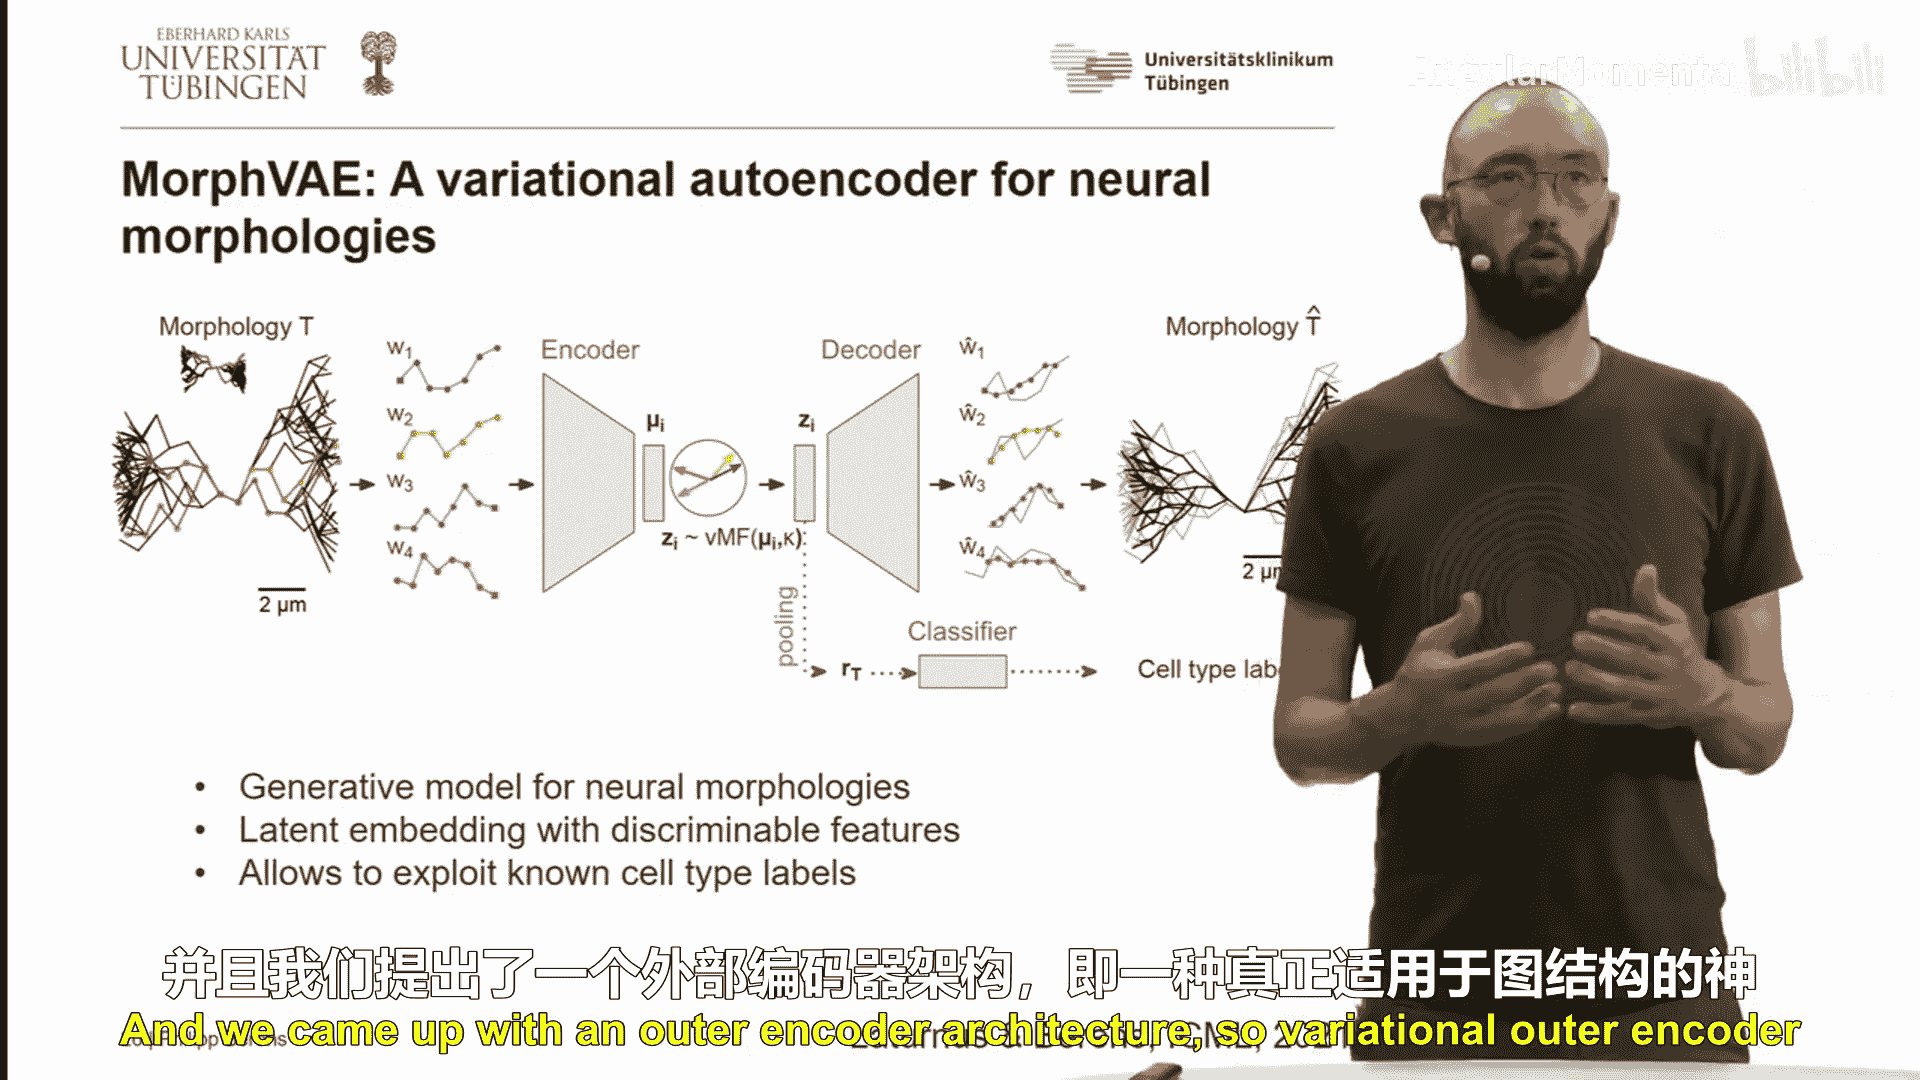 EBERHARD KARLS
UNIVERSITÄT
TÜBINGEN
Universitätsklinikum
Tübingen
bilibili
MorphVAE: A variational autoencoder for neural
morphologies
Morphology T
w1
w2
w3
w4
2 µm
Encoder
µi
zi ~ vMF(µi,κ)
zi
Decoder
ŵ1
ŵ2
ŵ3
ŵ4
Morphology T̂
2 µm
pooling
rT
Classifier
Cell type
• Generative model for neural morphologies
• Latent embedding with discriminable features
• Allows to exploit known cell type labels
并且我们提出了一个外部编码器架构，即一种真正适用于图结构的神
And we came up with an outer encoder architecture, so variational outer encoder